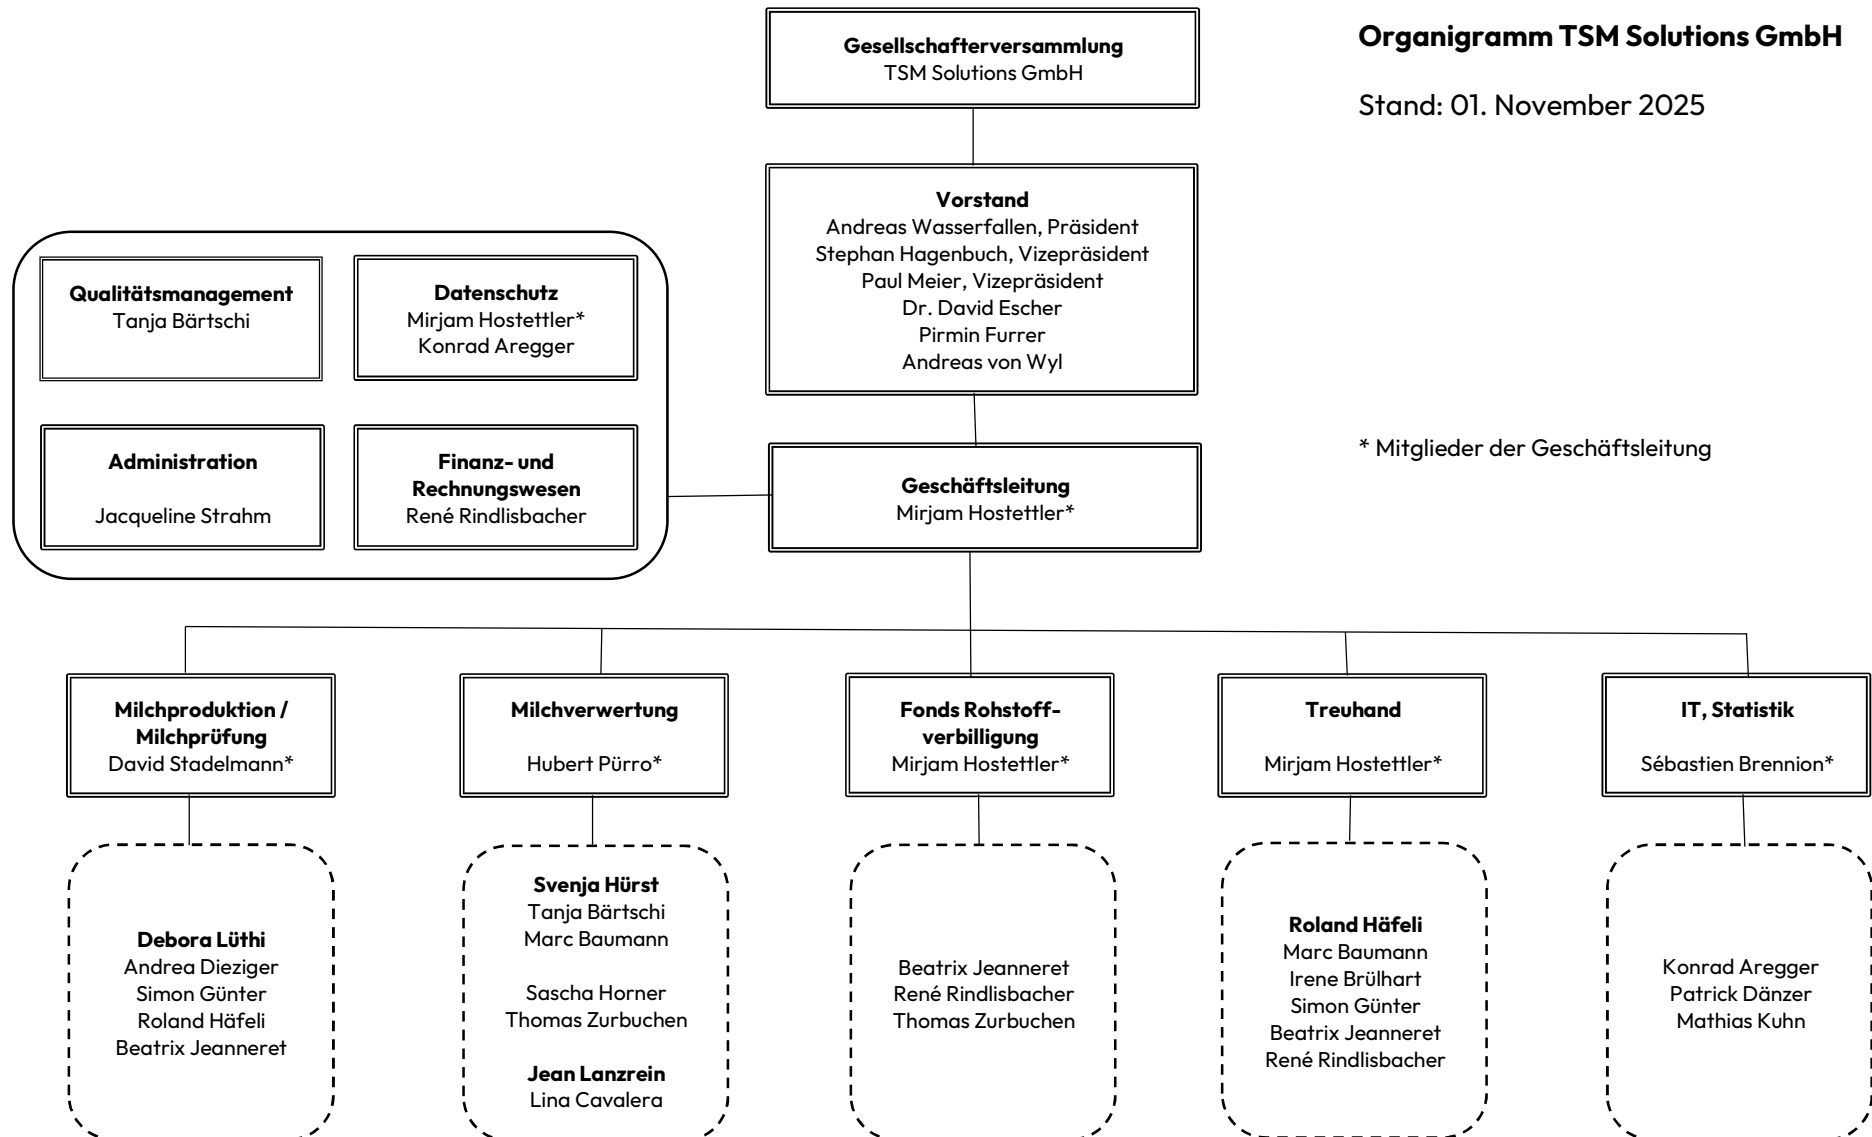 Organigramm TSM Solutions GmbH
Stand: 01. November 2025
Gesellschafterversammlung
TSM Solutions GmbH
Vorstand
Andreas Wasserfallen, Präsident
Stephan Hagenbuch, Vizepräsident
Paul Meier, Vizepräsident
Dr. David Escher
Pirmin Furrer
Andreas von Wyl
Qualitätsmanagement
Tanja Bärtschi
Datenschutz
Mirjam Hostettler*
Konrad Aregger
Administration
Jacqueline Strahm
Finanz- und
Rechnungswesen
René Rindlisbacher
* Mitglieder der Geschäftsleitung
Geschäftsleitung
Mirjam Hostettler*
Milchproduktion /
Milchprüfung
David Stadelmann*
Milchverwertung
Hubert Pürro*
Fonds Rohstoff-
verbilligung
Mirjam Hostettler*
Treuhand
Mirjam Hostettler*
IT, Statistik
Sébastien Brennion*
Debora Lüthi
Andrea Dieziger
Simon Günter
Roland Häfeli
Beatrix Jeanneret
Svenja Hürst
Tanja Bärtschi
Marc Baumann
Sascha Horner
Thomas Zurbuchen
Jean Lanzrein
Lina Cavalera
Beatrix Jeanneret
René Rindlisbacher
Thomas Zurbuchen
Roland Häfeli
Marc Baumann
Irene Brülhart
Simon Günter
Beatrix Jeanneret
René Rindlisbacher
Konrad Aregger
Patrick Dänzer
Mathias Kuhn